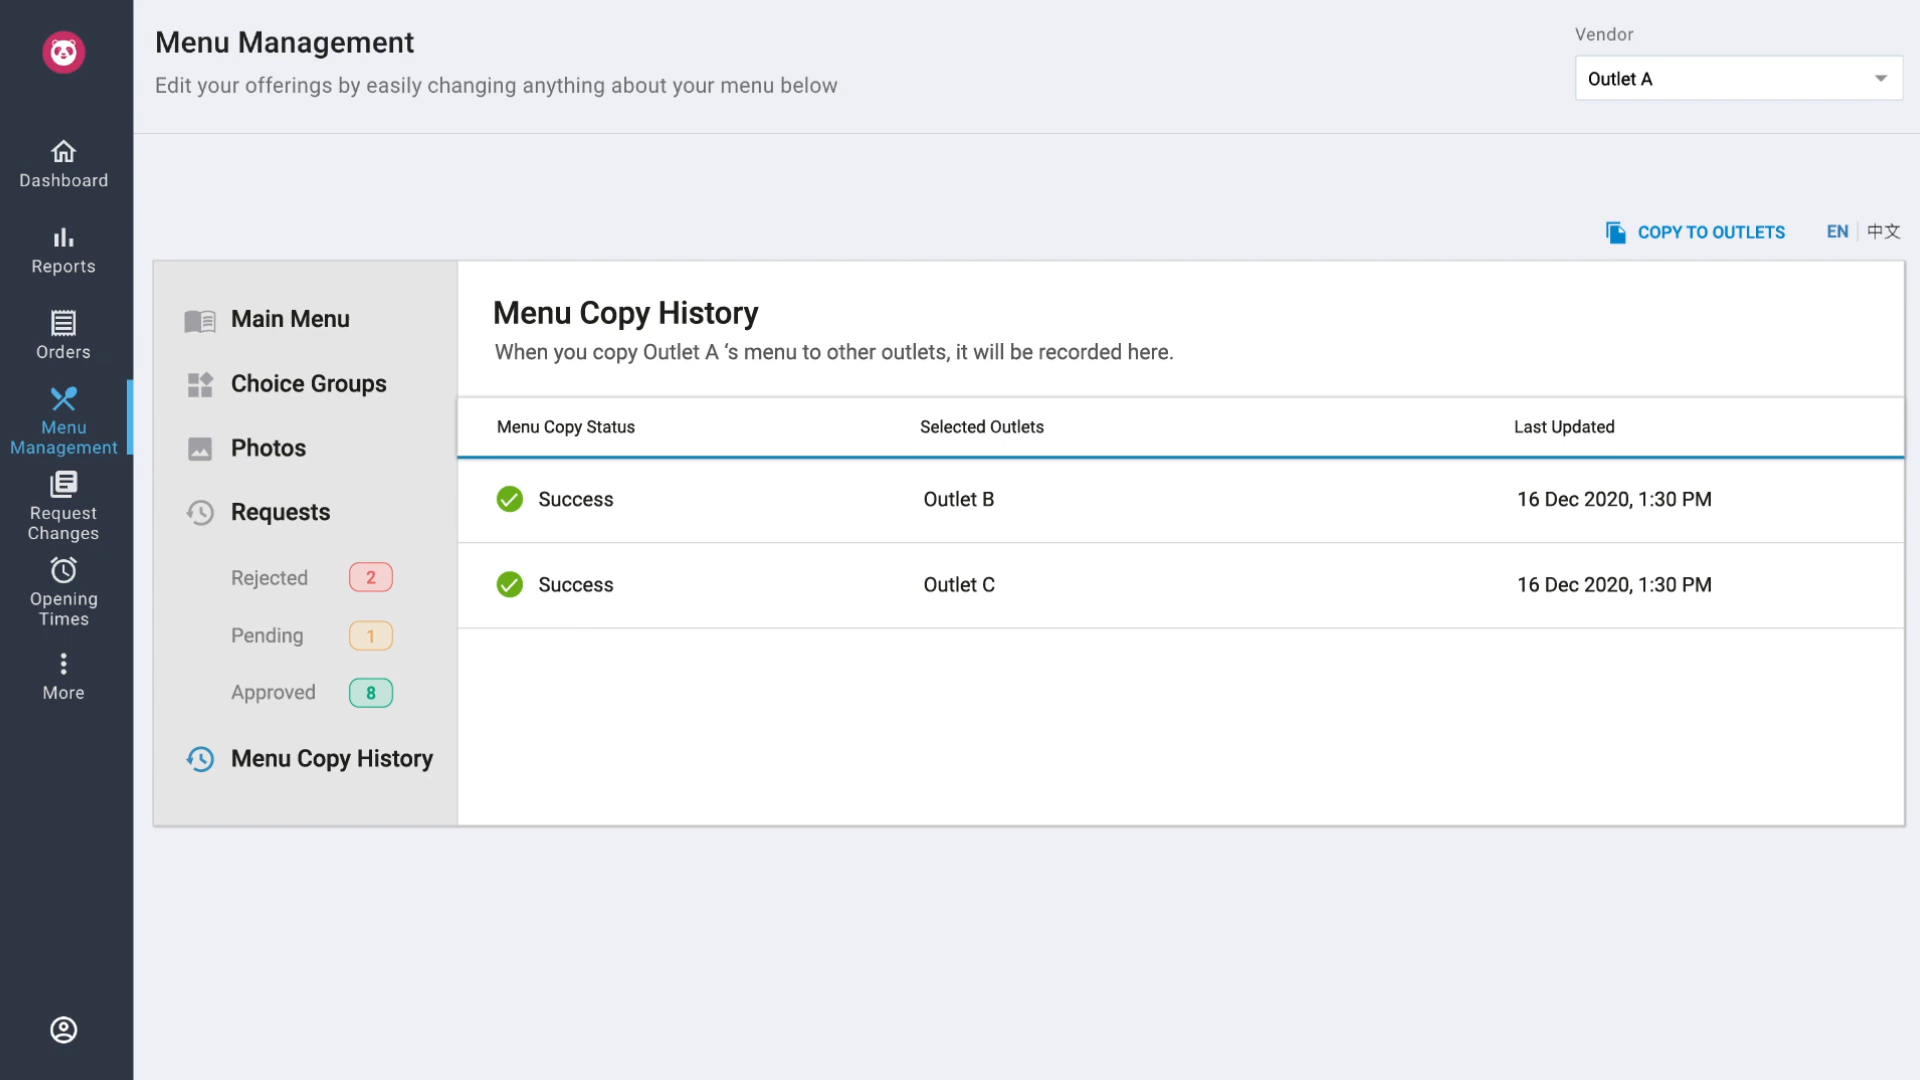 Menu Management
Edit your offerings by easily changing anything about your menu below
Vendor
Outlet A
Dashboard
Reports
Orders
Menu
Management
Request
Changes
Opening
Times
More
COPY TO OUTLETS
EN
中文
Main Menu
Choice Groups
Photos
Requests
Rejected 2
Pending 1
Approved 8
Menu Copy History
Menu Copy History
When you copy Outlet A ‘s menu to other outlets, it will be recorded here.
Menu Copy Status Selected Outlets Last Updated
Success Outlet B 16 Dec 2020, 1:30 PM
Success Outlet C 16 Dec 2020, 1:30 PM